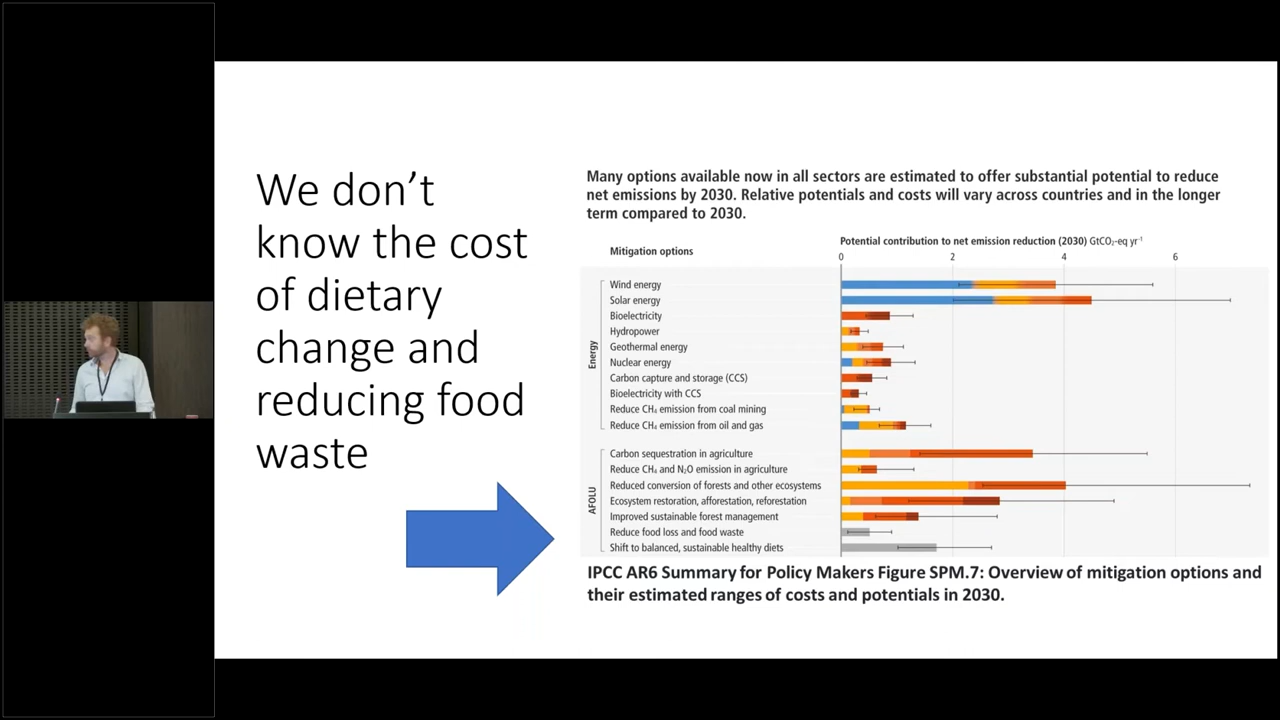 We don't
know the cost
of dietary
change and
reducing food
waste
Many options available now in all sectors are estimated to offer substantial potential to reduce
net emissions by 2030. Relative potentials and costs will vary across countries and in the longer
term compared to 2030.
Potential contribution to net emission reduction (2030) GtCO₂-eq yr⁻¹
Mitigation options
0 2 4 6
Energy
Wind energy
Solar energy
Bioelectricity
Hydropower
Geothermal energy
Nuclear energy
Carbon capture and storage (CCS)
Bioelectricity with CCS
Reduce CH₄ emission from coal mining
Reduce CH₄ emission from oil and gas
AFOLU
Carbon sequestration in agriculture
Reduce CH₄ and N₂O emission in agriculture
Reduced conversion of forests and other ecosystems
Ecosystem restoration, afforestation, reforestation
Improved sustainable forest management
Reduce food loss and food waste
Shift to balanced, sustainable healthy diets
IPCC AR6 Summary for Policy Makers Figure SPM.7: Overview of mitigation options and
their estimated ranges of costs and potentials in 2030.